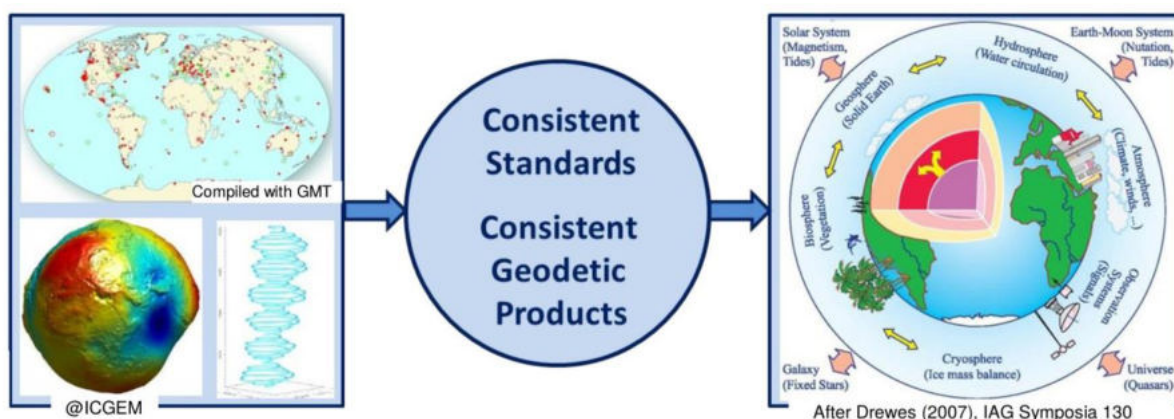 Compiled with GMT
@ICGEM
Consistent
Standards
Consistent
Geodetic
Products
Solar System
(Magnetism,
Tides)
Earth-Moon System
(Nutation,
Tides)
Hydrosphere
(Water circulation)
Geosphere
(Solid Earth)
Atmosphere
(Climate, winds, ...)
Biosphere
(Vegetation)
Observation
Systems
(Signals)
Cryosphere
(Ice mass balance)
Galaxy
(Fixed Stars)
Universe
(Quasars)
After Drewes (2007), IAG Symposia 130